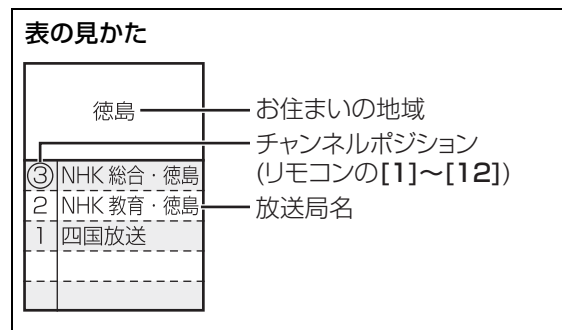 表の見かた
徳島
お住まいの地域
チャンネルポジション
(リモコンの[1]~[12])
③ NHK 総合・徳島
2 NHK 教育・徳島
放送局名
1 四国放送